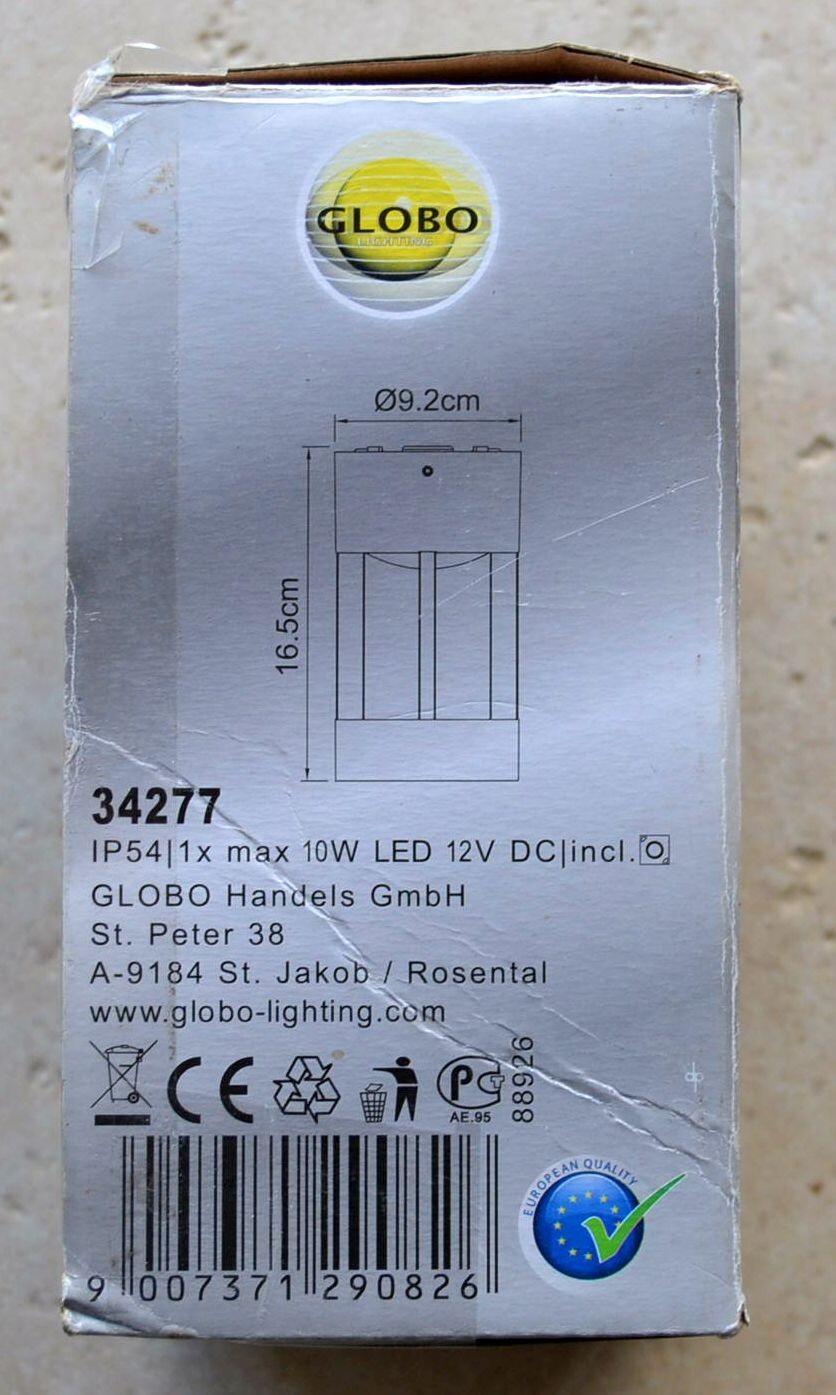 GLOBO
LIGHTING
Ø9.2cm
16.5cm
34277
IP54|1x max 10W LED 12V DC|incl.
GLOBO Handels GmbH
St. Peter 38
A-9184 St. Jakob / Rosental
www.globo-lighting.com
CE
PC
AE.95
88926
EUROPEAN QUALITY
9 007371 290826